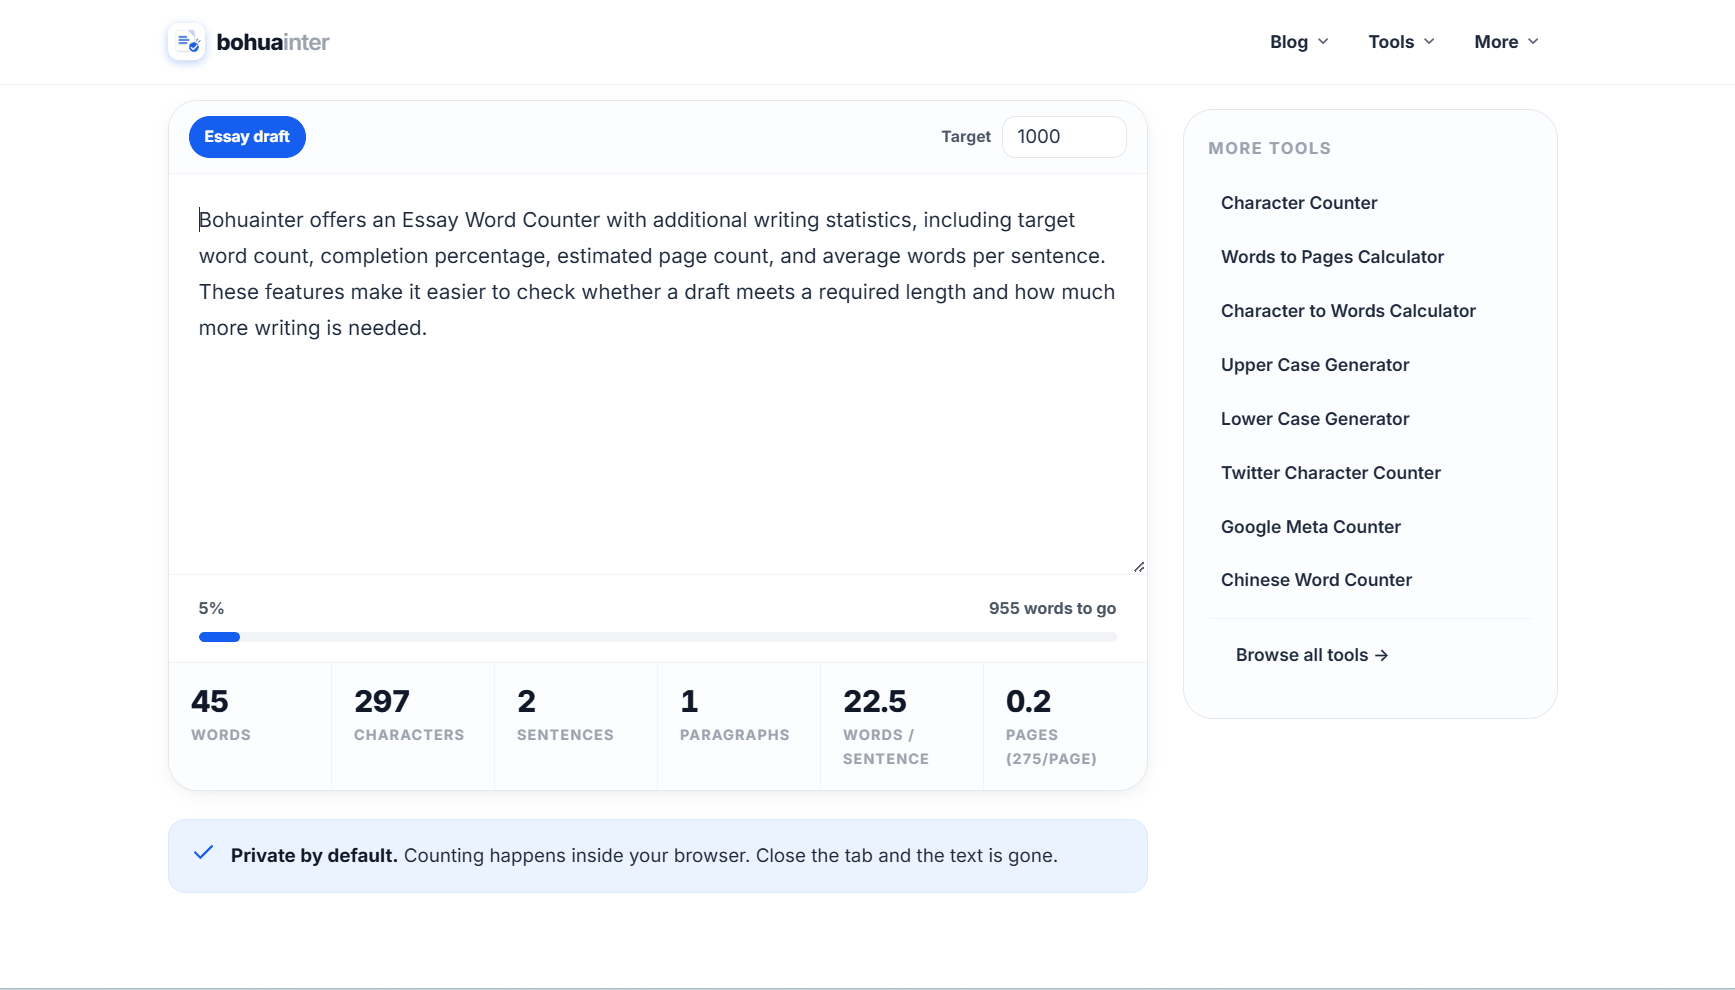 bohuainter
Blog
Tools
More
Essay draft
Target
1000
Bohuainter offers an Essay Word Counter with additional writing statistics, including target
word count, completion percentage, estimated page count, and average words per sentence.
These features make it easier to check whether a draft meets a required length and how much
more writing is needed.
5%
955 words to go
45
WORDS
297
CHARACTERS
2
SENTENCES
1
PARAGRAPHS
22.5
WORDS /
SENTENCE
0.2
PAGES
(275/PAGE)
Private by default. Counting happens inside your browser. Close the tab and the text is gone.
MORE TOOLS
Character Counter
Words to Pages Calculator
Character to Words Calculator
Upper Case Generator
Lower Case Generator
Twitter Character Counter
Google Meta Counter
Chinese Word Counter
Browse all tools →